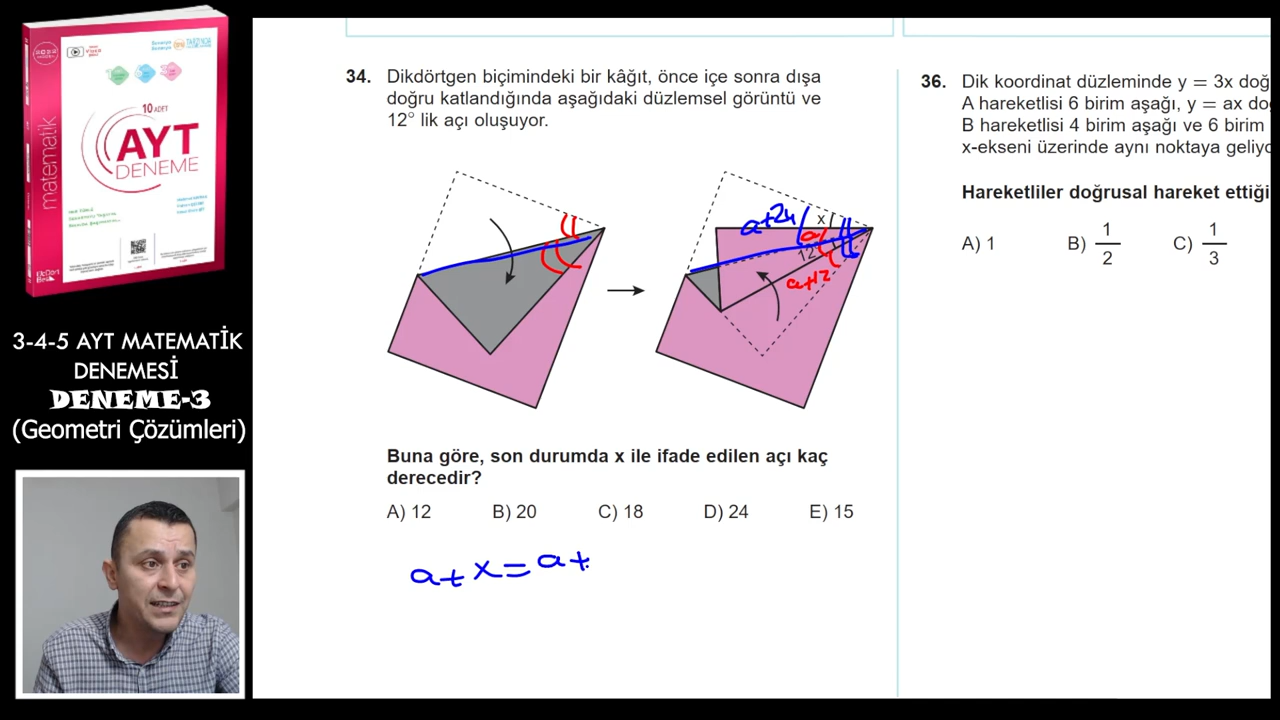 matematik
10 ADET
AYT
DENEME
matematik
3-4-5 AYT MATEMATİK
DENEMESİ
DENEME-3
(Geometri Çözümleri)
34. Dikdörtgen biçimindeki bir kâğıt, önce içe sonra dışa
doğru katlandığında aşağıdaki düzlemsel görüntü ve
12° lik açı oluşuyor.
a+24
x
a
12
a+12
Buna göre, son durumda x ile ifade edilen açı kaç
derecedir?
A) 12 B) 20 C) 18 D) 24 E) 15
a+x=a+
36. Dik koordinat düzleminde y = 3x doğ
A hareketlisi 6 birim aşağı, y = ax do
B hareketlisi 4 birim aşağı ve 6 birim
x-ekseni üzerinde aynı noktaya geliyo
Hareketliler doğrusal hareket ettiği
A) 1 B) 1/2 C) 1/3